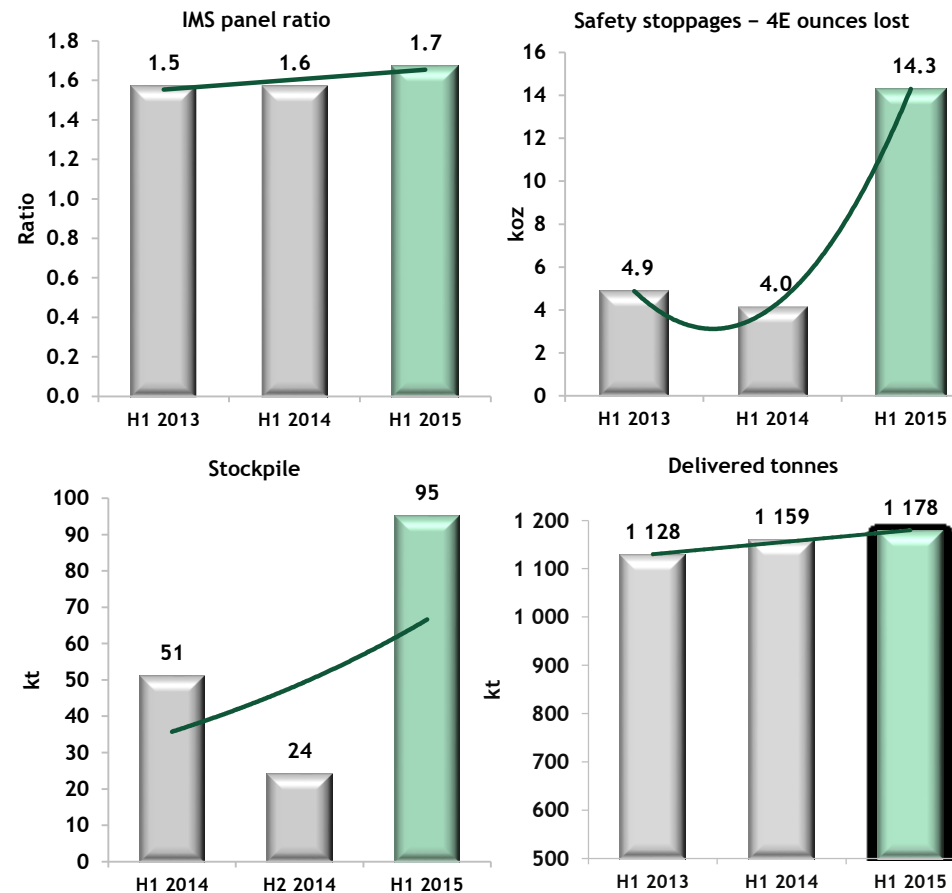 IMS panel ratio
1.8
1.6
1.4
1.2
1.0
0.8
0.6
0.4
0.2
0.0
Ratio
1.5
1.6
1.7
H1 2013
H1 2014
H1 2015
Safety stoppages – 4E ounces lost
16
14
12
10
8
6
4
2
0
koz
4.9
4.0
14.3
H1 2013
H1 2014
H1 2015
Stockpile
100
90
80
70
60
50
40
30
20
10
0
kt
51
24
95
H1 2014
H2 2014
H1 2015
Delivered tonnes
1 200
1 100
1 000
900
800
700
600
500
kt
1 128
1 159
1 178
H1 2013
H1 2014
H1 2015